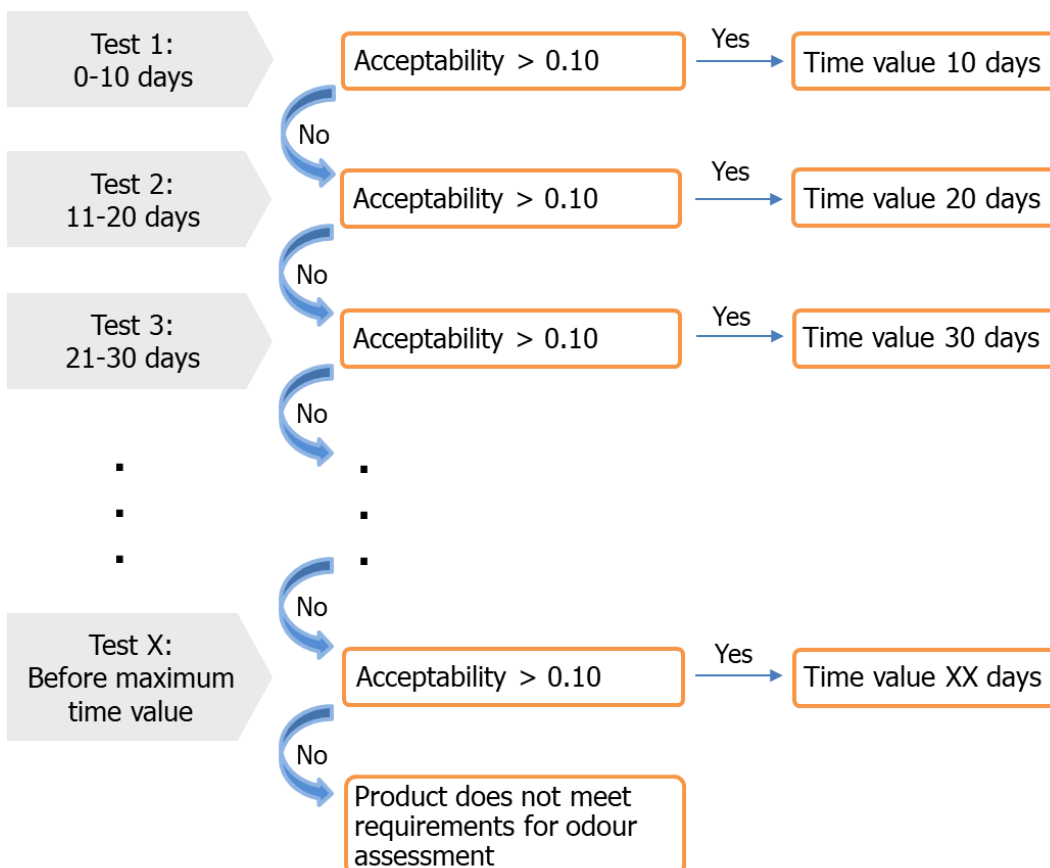 Test 1:
0-10 days
Acceptability > 0.10
Yes
Time value 10 days
No
Test 2:
11-20 days
Acceptability > 0.10
Yes
Time value 20 days
No
Test 3:
21-30 days
Acceptability > 0.10
Yes
Time value 30 days
No
No
Test X:
Before maximum
time value
Acceptability > 0.10
Yes
Time value XX days
No
Product does not meet
requirements for odour
assessment